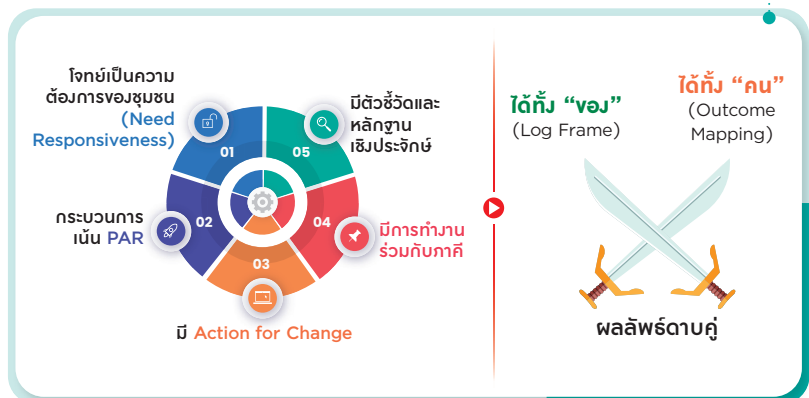 โจทย์เป็นความ
ต้องการของชุมชน
(Need
Responsiveness)
01
กระบวนการ
เน้น PAR
02
03
มี Action for Change
04
มีการทำงาน
ร่วมกับภาคี
05
มีตัวชี้วัดและ
หลักฐาน
เชิงประจักษ์
ได้ทั้ง “ของ”
(Log Frame)
ได้ทั้ง “คน”
(Outcome
Mapping)
ผลลัพธ์ดาบคู่